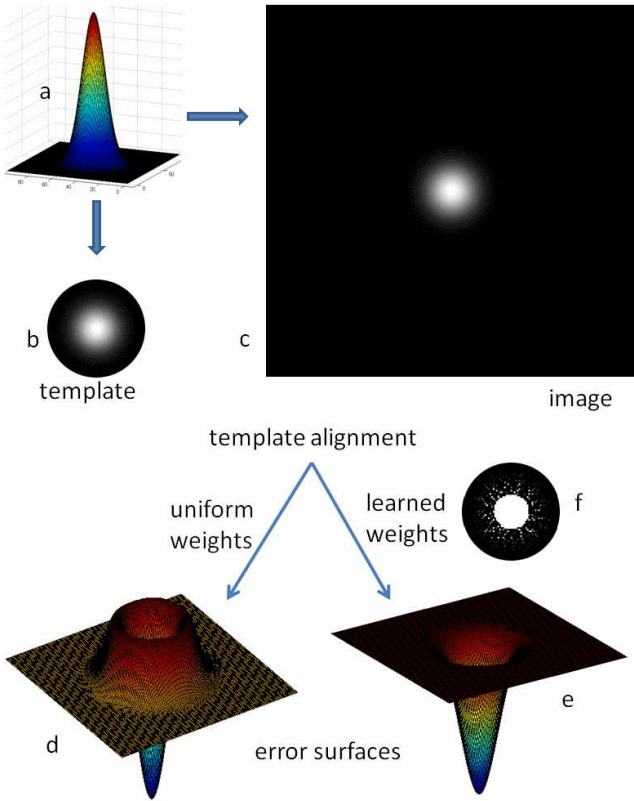 a
b
template
c
image
template alignment
uniform
weights
learned
weights
f
d
error surfaces
e